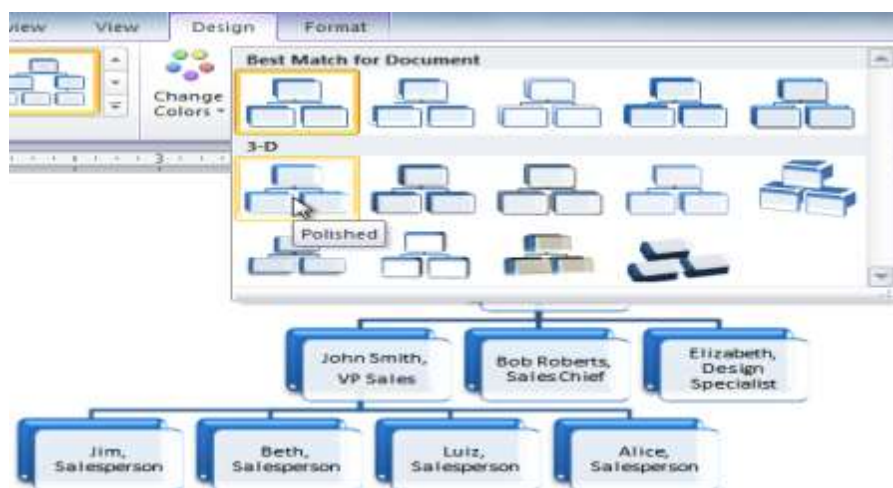 View Design Format
Best Match for Document
Change
Colors
3-D
3
Polished
John Smith,
VP Sales
Bob Roberts,
Sales Chief
Elizabeth,
Design
Specialist
Jim,
Salesperson
Beth,
Salesperson
Luiz,
Salesperson
Alice,
Salesperson